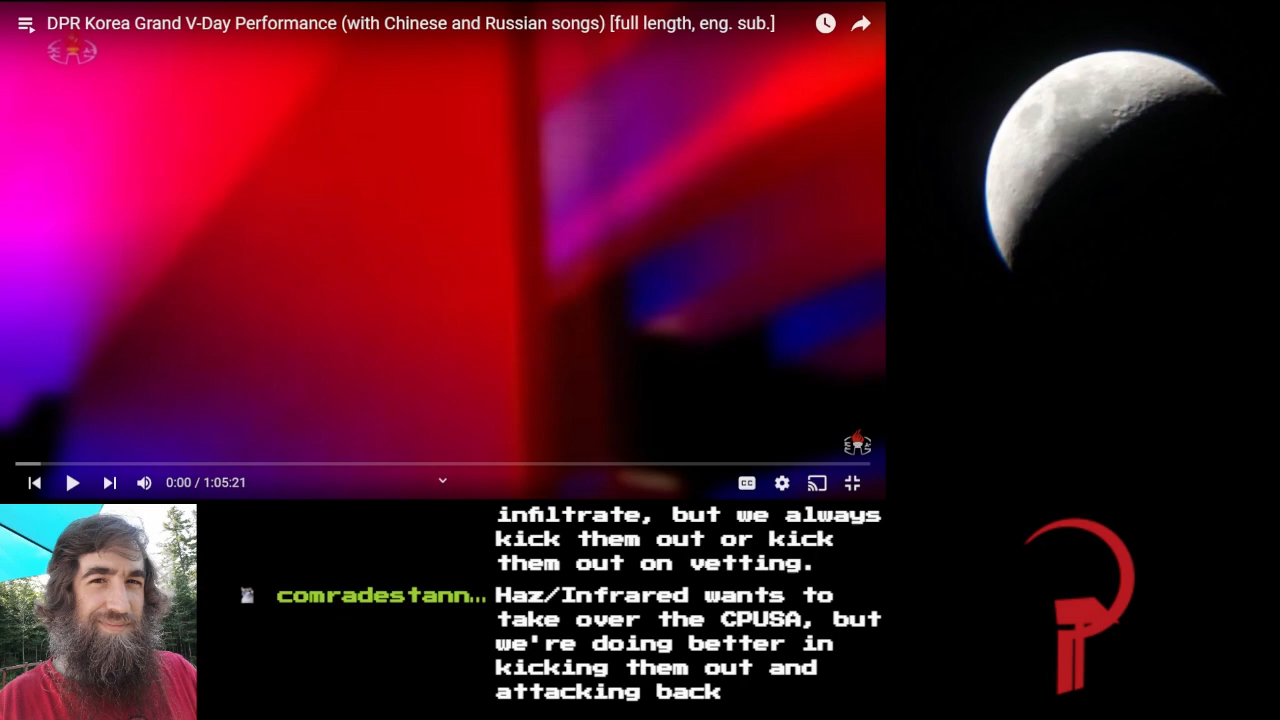 DPR Korea Grand V-Day Performance (with Chinese and Russian songs) [full length, eng. sub.]
0:00 / 1:05:21
CC
infiltrate, but we always
kick them out or kick
them out on vetting.
comradestann... Haz/Infrared wants to
take over the CPUSA, but
we're doing better in
kicking them out and
attacking back